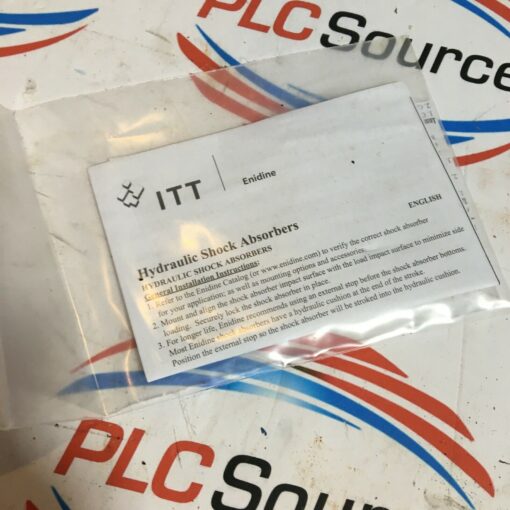 PLC Source
PLC Source
ITT
Enidine
ENGLISH
Hydraulic Shock Absorbers
HYDRAULIC SHOCK ABSORBERS
General Installation Instructions:
1. Refer to the Enidine Catalog (or www.enidine.com) to verify the correct shock absorber
for your application; as well as mounting options and accessories.
2. Mount and align the shock absorber impact surface with the load impact surface to minimize side
loading. Securely lock the shock absorber in place.
3. For longer life, Enidine recommends using an external stop before the shock absorber bottoms.
Most Enidine shock absorbers have a hydraulic cushion at the end of the stroke
Position the external stop so the shock absorber will be stroked into the hydraulic cushion.
PLC Source